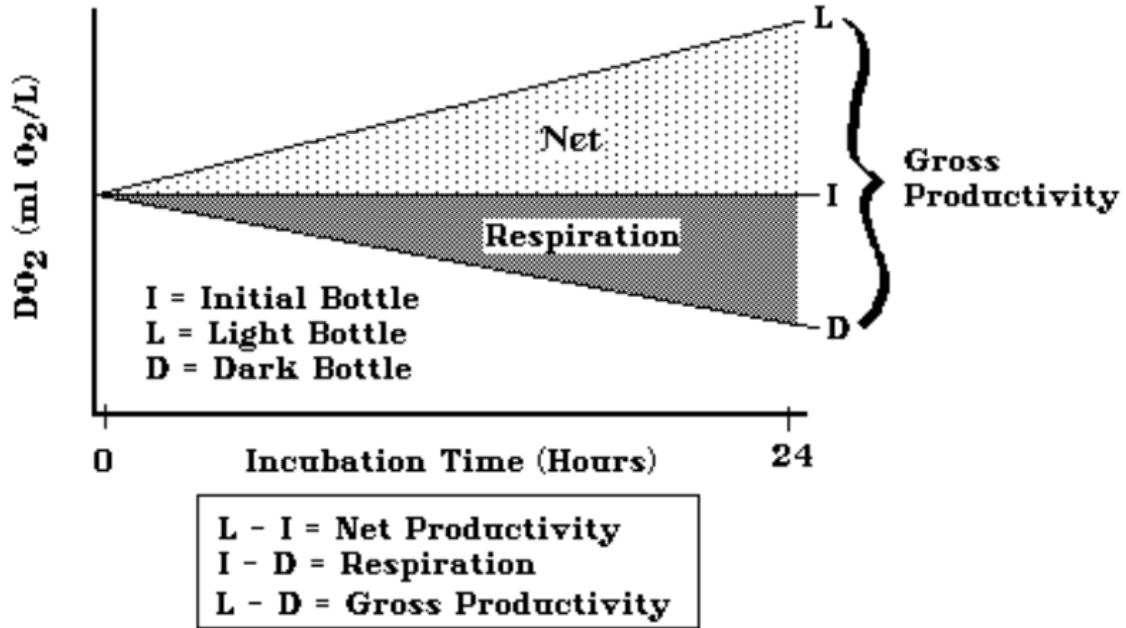 L
Net
Gross
Productivity
I
Respiration
DO2 (ml O2/L)
I = Initial Bottle
L = Light Bottle
D = Dark Bottle
D
0
Incubation Time (Hours)
24
L - I = Net Productivity
I - D = Respiration
L - D = Gross Productivity